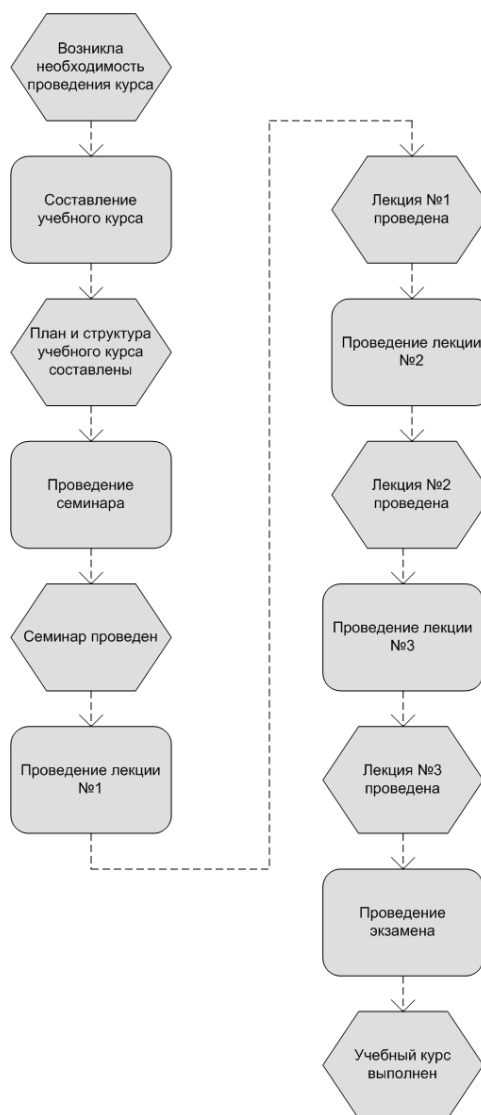 Возникла
необходимость
проведения курса
Составление
учебного курса
План и структура
учебного курса
составлены
Проведение
семинара
Семинар проведен
Проведение лекции
№1
Лекция №1
проведена
Проведение лекции
№2
Лекция №2
проведена
Проведение лекции
№3
Лекция №3
проведена
Проведение
экзамена
Учебный курс
выполнен